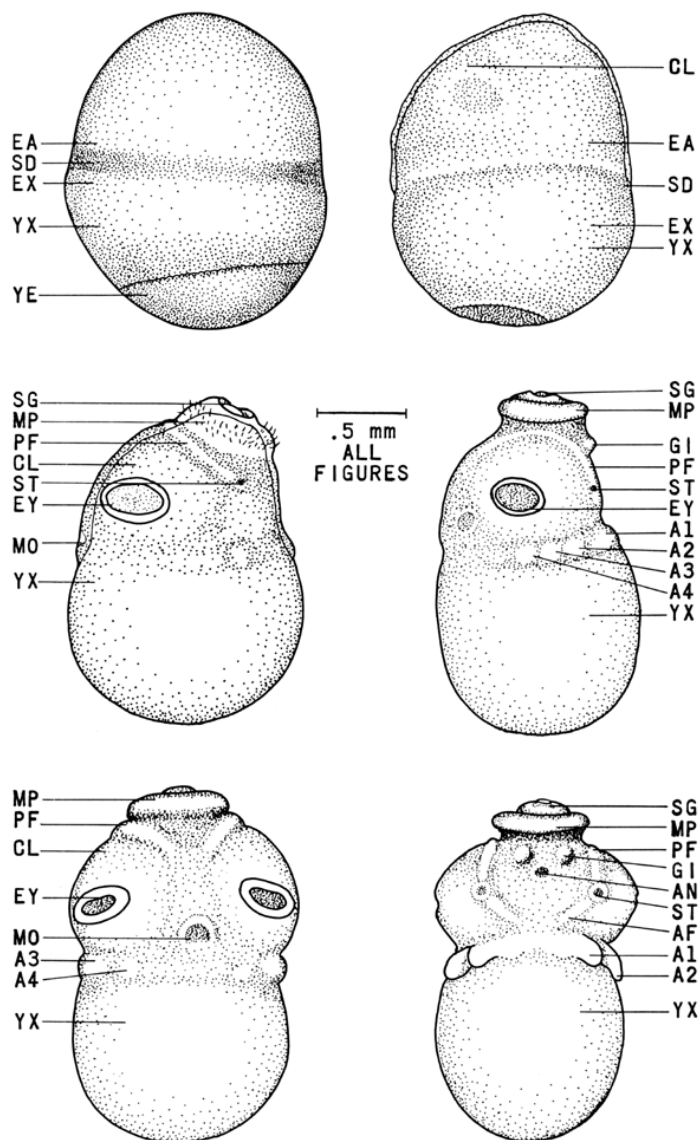 EA
SD
EX
YX
YE
CL
EA
SD
EX
YX
SG
MP
PF
CL
ST
EY
MO
YX
.5 mm
ALL
FIGURES
SG
MP
GI
PF
ST
EY
A1
A2
A3
A4
YX
MP
PF
CL
EY
MO
A3
A4
YX
SG
MP
PF
GI
AN
ST
AF
A1
A2
YX